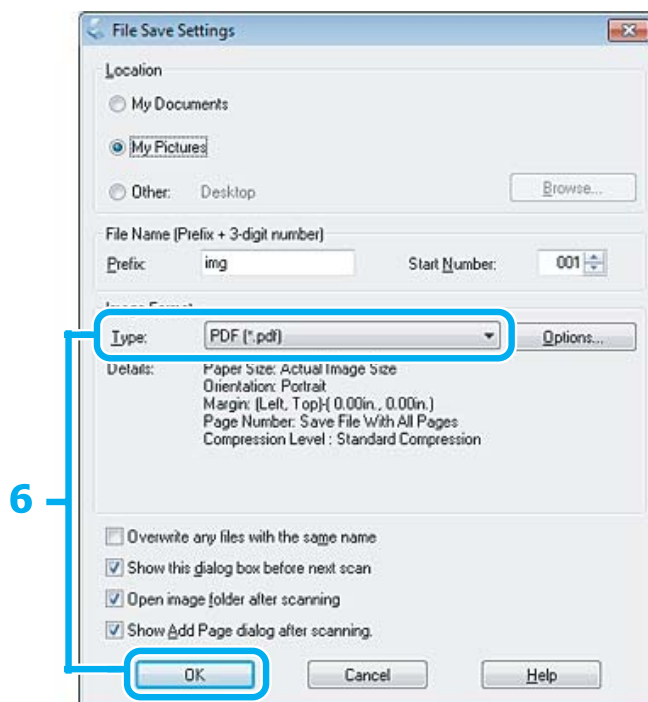 File Save Settings
Location
My Documents
My Pictures
Other: Desktop Browse...
File Name (Prefix + 3-digit number)
Prefix: img Start Number: 001
Image Format
Type: PDF (*.pdf) Options...
Details: Paper Size: Actual Image Size
Orientation: Portrait
Margin: (Left, Top)-( 0.00in., 0.00in.)
Page Number: Save File With All Pages
Compression Level : Standard Compression
6
Overwrite any files with the same name
Show this dialog box before next scan
Open image folder after scanning
Show Add Page dialog after scanning.
OK Cancel Help